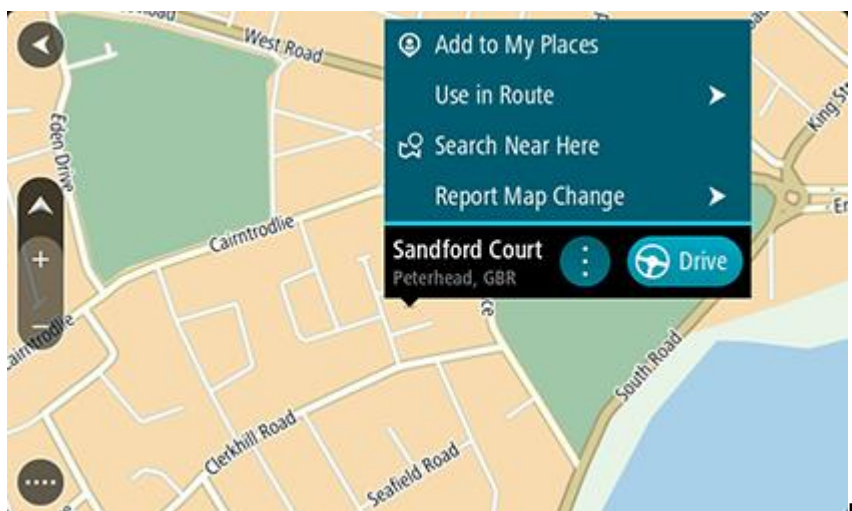 West Road
Eden Drive
Cairntrodlie
Cairntrodlie
Clerkhill Road
Seafield Road
South Road
Add to My Places
Use in Route
Search Near Here
Report Map Change
Sandford Court
Peterhead, GBR
Drive